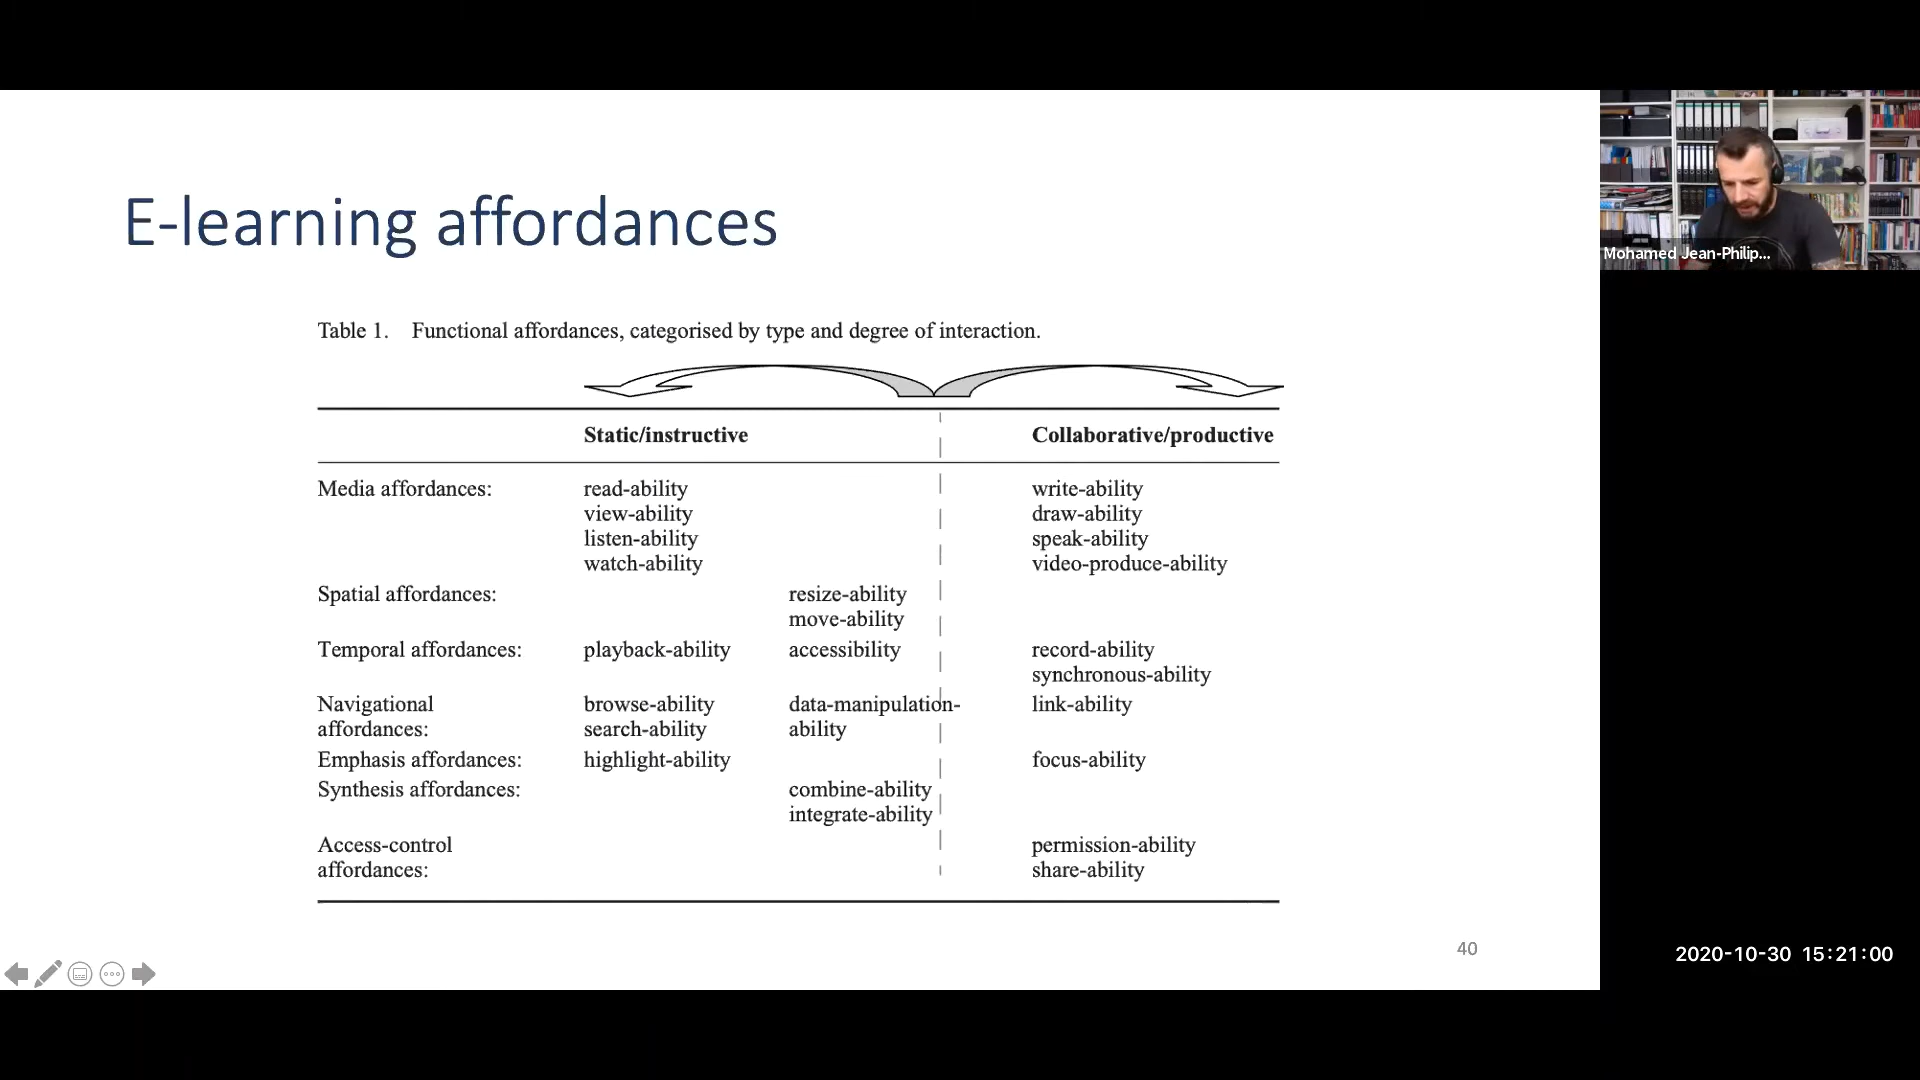 E-learning affordances
Mohamed Jean-Philip...
Table 1. Functional affordances, categorised by type and degree of interaction.
Static/instructive Collaborative/productive
Media affordances: read-ability write-ability
view-ability draw-ability
listen-ability speak-ability
watch-ability video-produce-ability
Spatial affordances: resize-ability
move-ability
Temporal affordances: playback-ability accessibility record-ability
synchronous-ability
Navigational browse-ability data-manipulation- link-ability
affordances: search-ability ability
Emphasis affordances: highlight-ability focus-ability
Synthesis affordances: combine-ability
integrate-ability
Access-control permission-ability
affordances: share-ability
40
2020-10-30 15:21:00